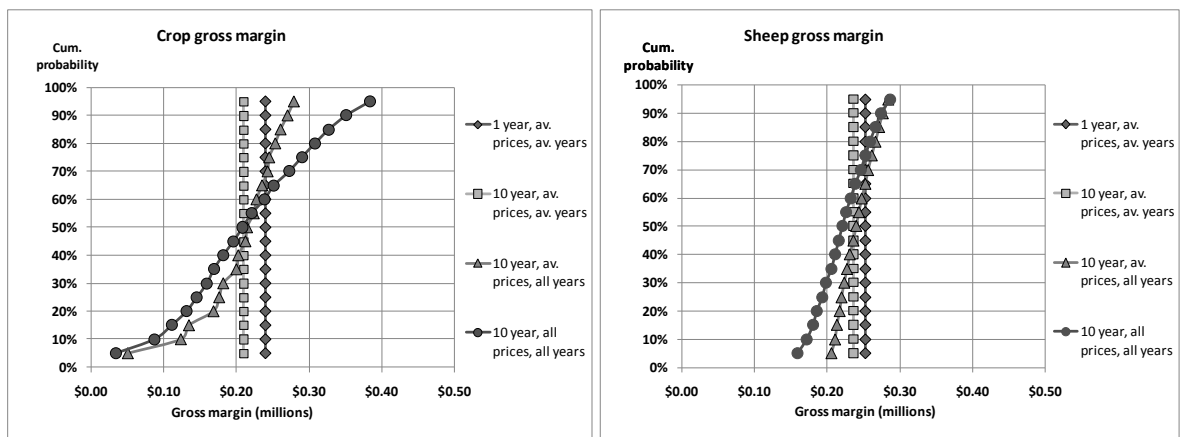 Crop gross margin
Cum.
probability
100%
90%
80%
70%
60%
50%
40%
30%
20%
10%
0%
$0.00 $0.10 $0.20 $0.30 $0.40 $0.50
Gross margin (millions)
1 year, av.
prices, av. years
10 year, av.
prices, av. years
10 year, av.
prices, all years
10 year, all
prices, all years
Sheep gross margin
Cum.
probability
100%
90%
80%
70%
60%
50%
40%
30%
20%
10%
0%
$0.00 $0.10 $0.20 $0.30 $0.40 $0.50
Gross margin (millions)
1 year, av.
prices, av. years
10 year, av.
prices, av. years
10 year, av.
prices, all years
10 year, all
prices, all years